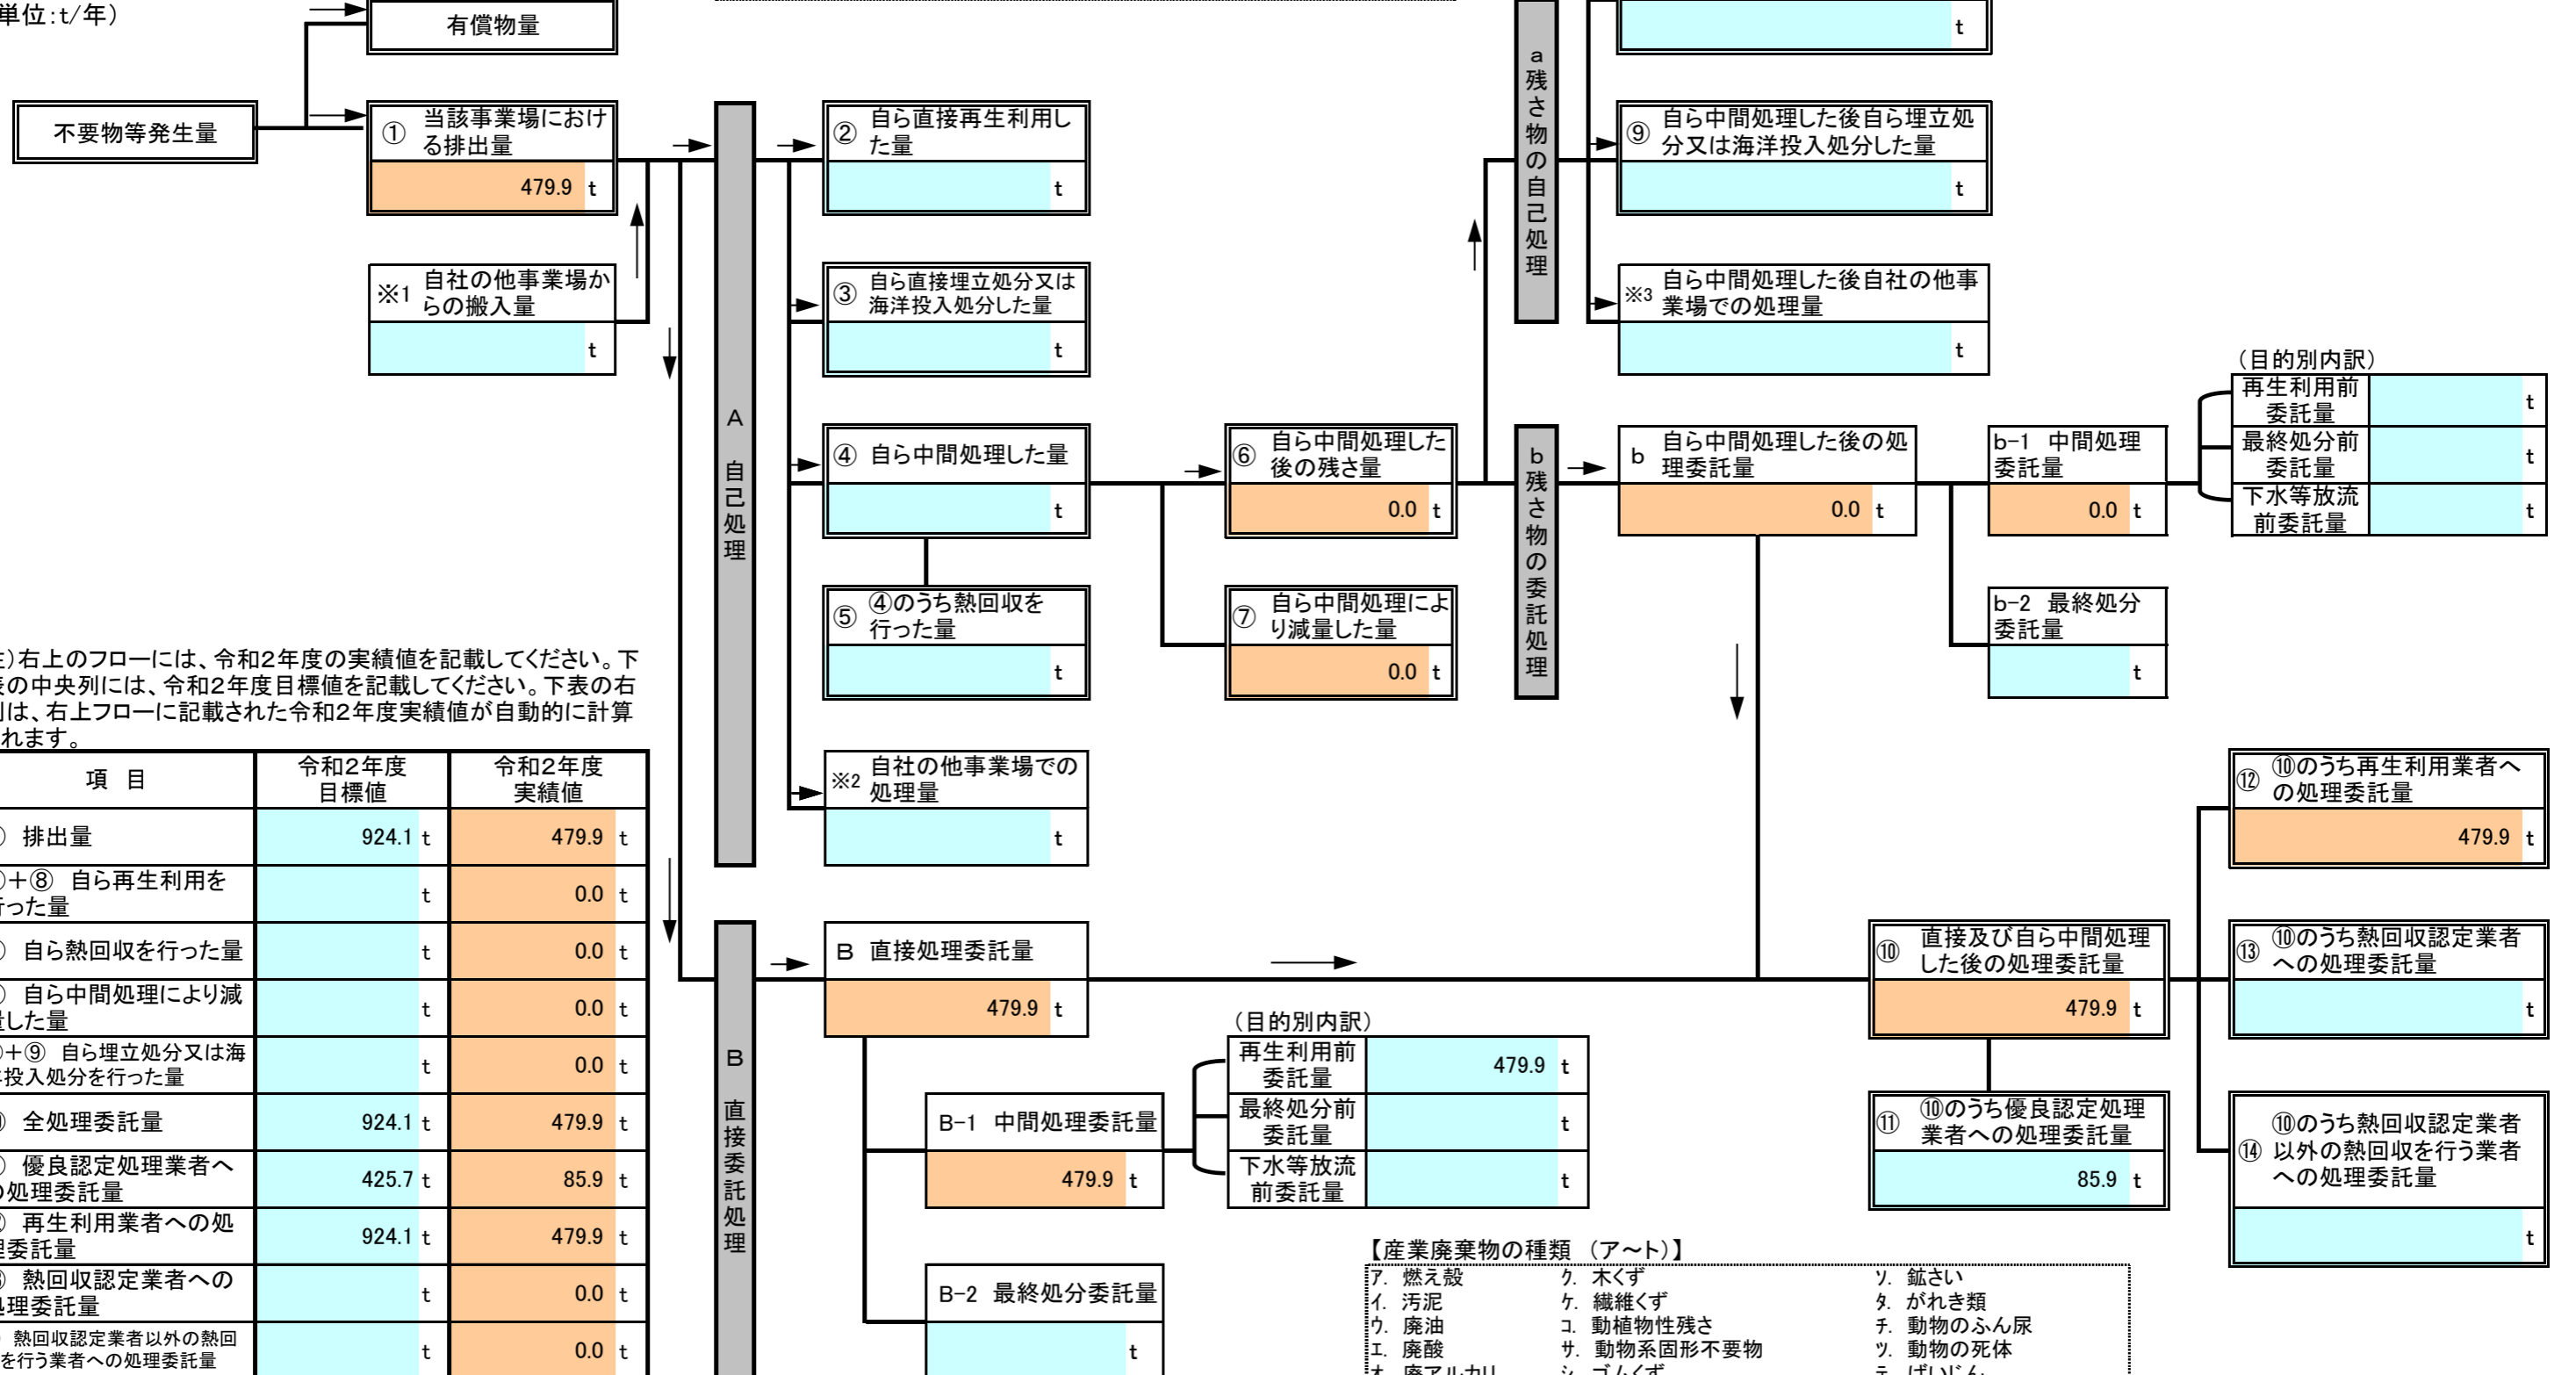 単位:t/年）
有償物量
t
不要物等発生量
① 当該事業場におけ
る排出量
479.9 t
※1 自社の他事業場か
らの搬入量
t
A 自己処理
② 自ら直接再生利用し
た量
t
③ 自ら直接埋立処分又は
海洋投入処分した量
t
④ 自ら中間処理した量
t
⑤ ④のうち熱回収を
行った量
t
※2 自社の他事業場での
処理量
t
⑥ 自ら中間処理した
後の残さ量
0.0 t
⑦ 自ら中間処理によ
り減量した量
0.0 t
a 残さ物の自己処理
⑨ 自ら中間処理した後自ら埋立処
分又は海洋投入処分した量
t
※3 自ら中間処理した後自社の他事
業場での処理量
t
b 残さ物の委託処理
b 自ら中間処理した後の処
理委託量
0.0 t
b-1 中間処理
委託量
0.0 t
b-2 最終処分
委託量
t
（目的別内訳）
再生利用前
委託量 t
最終処分前
委託量 t
下水等放流
前委託量 t
）右上のフローには、令和2年度の実績値を記載してください。下
表の中央列には、令和2年度目標値を記載してください。下表の右
列は、右上フローに記載された令和2年度実績値が自動的に計算
れます。
項 目 令和2年度
目標値 令和2年度
実績値
排出量 924.1 t 479.9 t
+⑧ 自ら再生利用を
行った量 t 0.0 t
自ら熱回収を行った量 t 0.0 t
自ら中間処理により減
量した量 t 0.0 t
+⑨ 自ら埋立処分又は海
洋投入処分を行った量 t 0.0 t
全処理委託量 924.1 t 479.9 t
優良認定処理業者へ
の処理委託量 425.7 t 85.9 t
再生利用業者への処
理委託量 924.1 t 479.9 t
熱回収認定業者への
処理委託量 t 0.0 t
熱回収認定業者以外の熱回
を行う業者への処理委託量 t 0.0 t
B 直接委託処理
B 直接処理委託量
479.9 t
B-1 中間処理委託量
479.9 t
B-2 最終処分委託量
t
（目的別内訳）
再生利用前
委託量 479.9 t
最終処分前
委託量 t
下水等放流
前委託量 t
⑩ 直接及び自ら中間処理
した後の処理委託量
479.9 t
⑪ ⑩のうち優良認定処理
業者への処理委託量
85.9 t
⑫ ⑩のうち再生利用業者へ
の処理委託量
479.9 t
⑬ ⑩のうち熱回収認定業者
への処理委託量
t
⑭ ⑩のうち熱回収認定業者
以外の熱回収を行う業者
への処理委託量
t
【産業廃棄物の種類 （ア～ト）】
ア. 燃え殻 ク. 木くず ソ. 鉱さい
イ. 汚泥 ケ. 繊維くず タ. がれき類
ウ. 廃油 コ. 動植物性残さ チ. 動物のふん尿
エ. 廃酸 サ. 動物系固形不要物 ツ. 動物の死体
オ. 廃アルカリ シ. ゴムくず テ. ばいじん